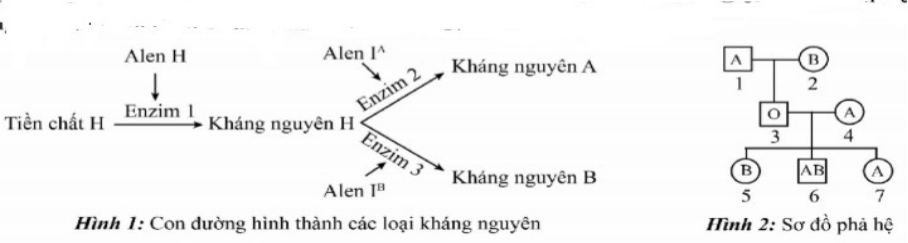 Alen H
Alen Iᴬ
Kháng nguyên A
Enzim 2
Tiền chất H
Enzim 1
Kháng nguyên H
Enzim 3
Alen Iᴮ
Kháng nguyên B
Hình 1: Con đường hình thành các loại kháng nguyên
A B
1 2
O A
3 4
B AB A
5 6 7
Hình 2: Sơ đồ phả hệ